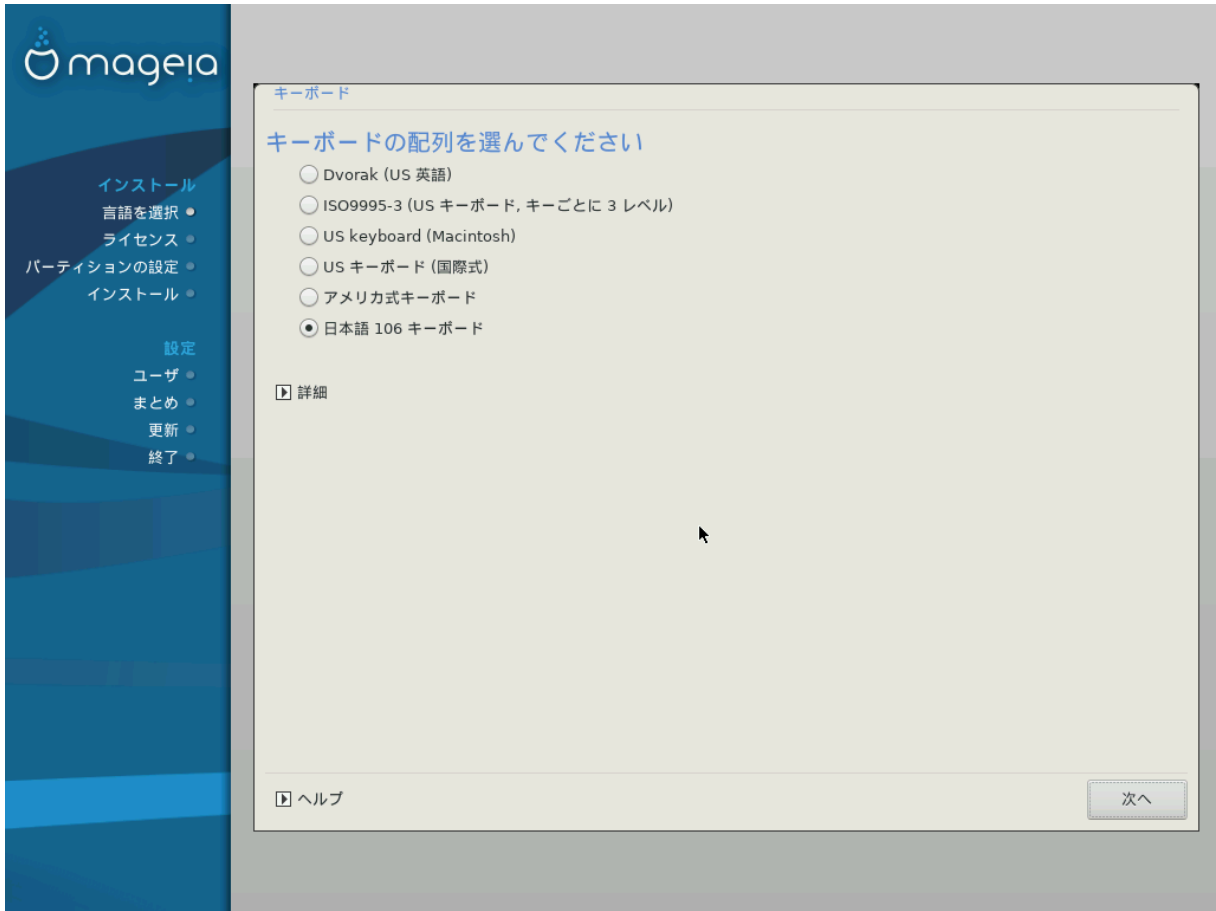 mageia
インストール
言語を選択
ライセンス
パーティションの設定
インストール
設定
ユーザ
まとめ
更新
終了
キーボード
キーボードの配列を選んでください
Dvorak (US 英語)
ISO9995-3 (US キーボード, キーごとに 3 レベル)
US keyboard (Macintosh)
US キーボード (国際式)
アメリカ式キーボード
日本語 106 キーボード
詳細
ヘルプ
次へ